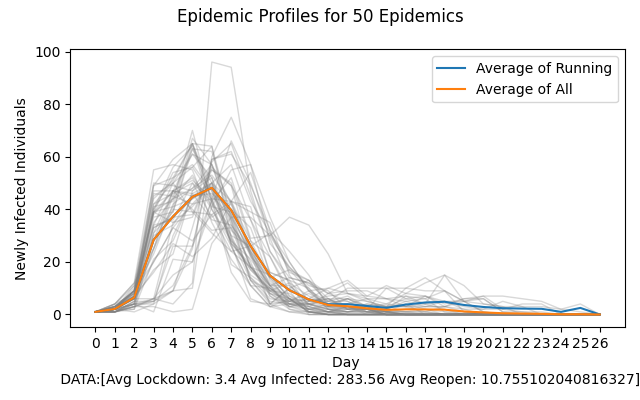 Epidemic Profiles for 50 Epidemics
100
80
60
40
20
0
Newly Infected Individuals
Average of Running
Average of All
0 1 2 3 4 5 6 7 8 9 10 11 12 13 14 15 16 17 18 19 20 21 22 23 24 25 26
Day
DATA:[Avg Lockdown: 3.4 Avg Infected: 283.56 Avg Reopen: 10.755102040816327]